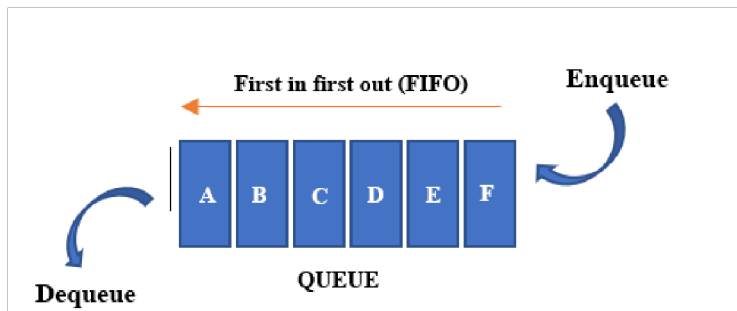 First in first out (FIFO)
Enqueue
A B C D E F
QUEUE
Dequeue